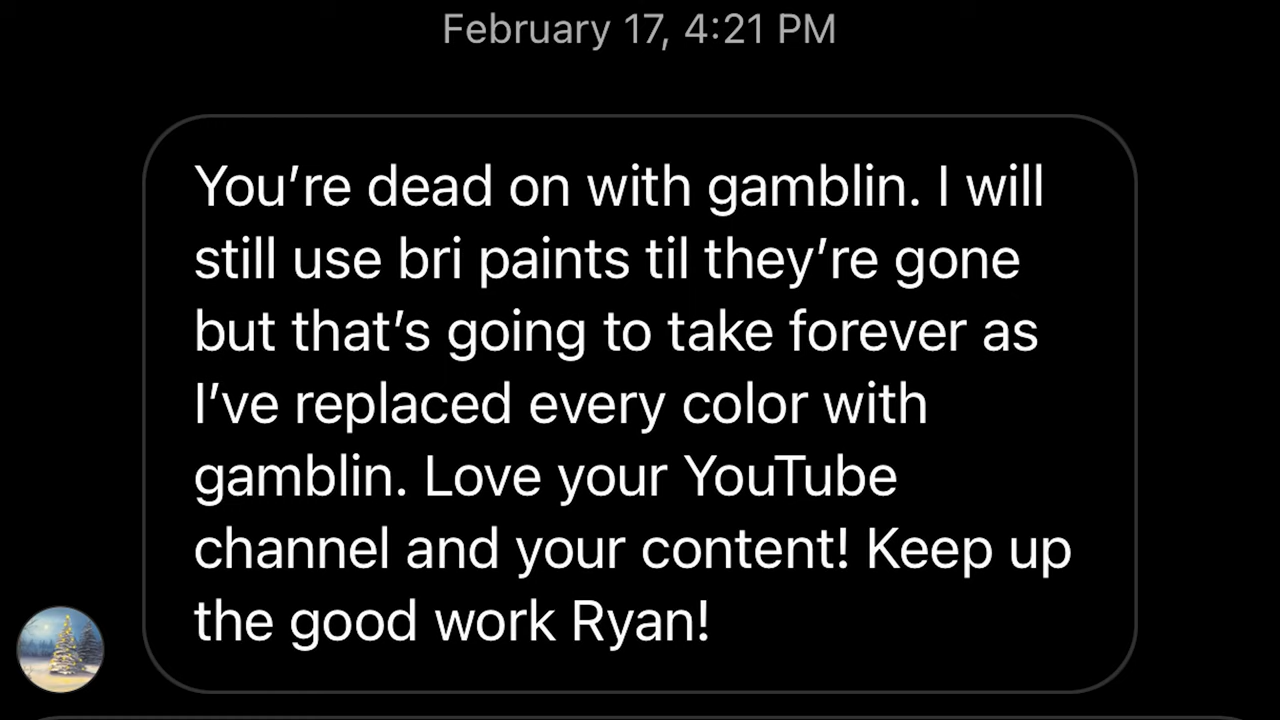 February 17, 4:21 PM
You’re dead on with gamblin. I will
still use bri paints til they’re gone
but that’s going to take forever as
I’ve replaced every color with
gamblin. Love your YouTube
channel and your content! Keep up
the good work Ryan!